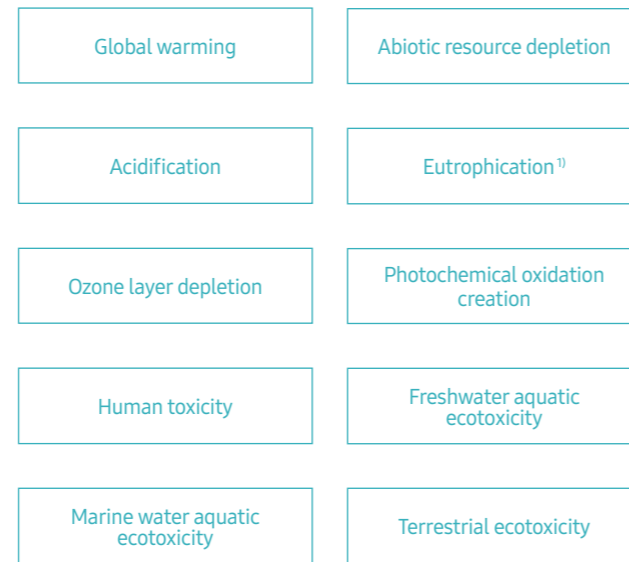 Global warming
Abiotic resource depletion
Acidification
Eutrophication 1)
Ozone layer depletion
Photochemical oxidation
creation
Human toxicity
Freshwater aquatic
ecotoxicity
Marine water aquatic
ecotoxicity
Terrestrial ecotoxicity